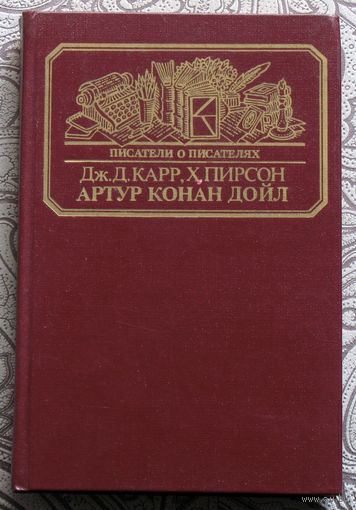 ПИСАТЕЛИ О ПИСАТЕЛЯХ
Дж.Д.КАРР, Х.ПИРСОН
АРТУР КОНАН ДОЙЛ